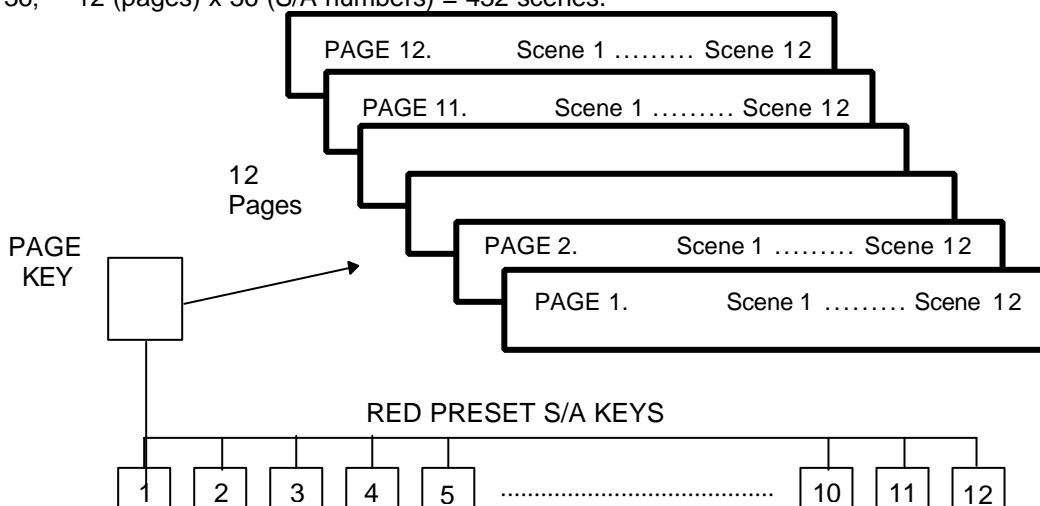 36, 12 (pages) x 36 (S/A numbers) = 432 scenes.
PAGE 12. Scene 1 ......... Scene 12
PAGE 11. Scene 1 ......... Scene 12
12
Pages
PAGE
KEY
PAGE 2. Scene 1 ......... Scene 12
PAGE 1. Scene 1 ......... Scene 12
RED PRESET S/A KEYS
1 2 3 4 5 ....................................... 10 11 12